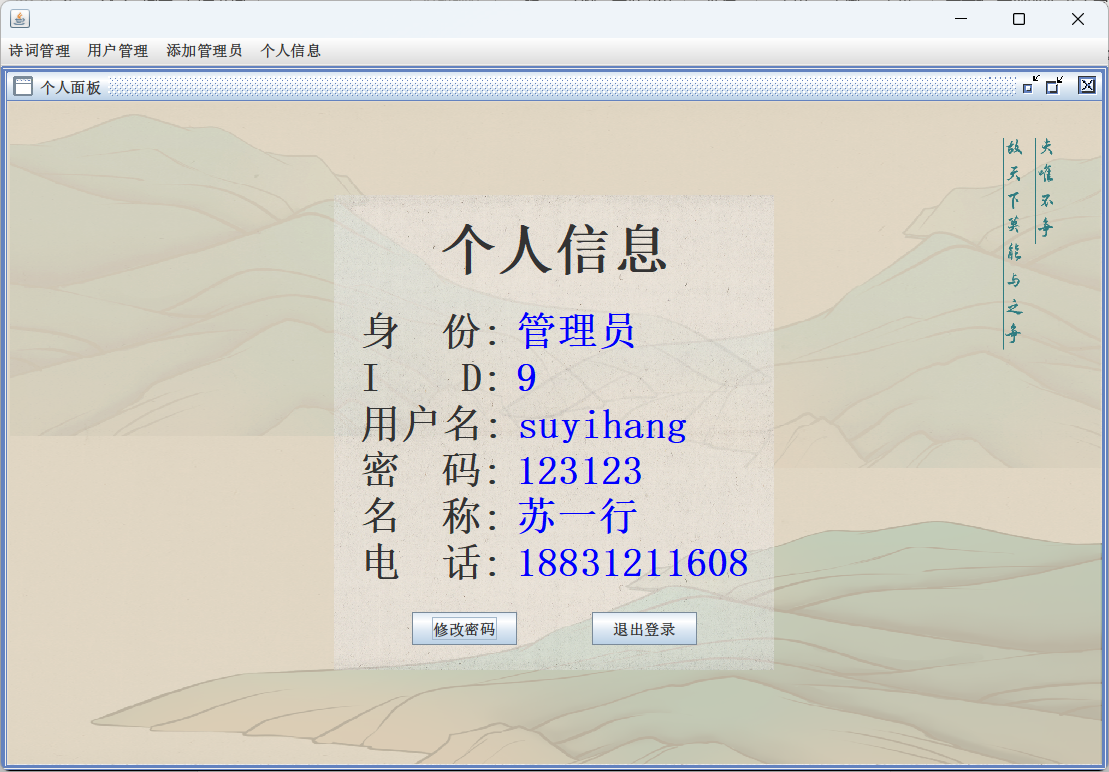 诗词管理 用户管理 添加管理员 个人信息
个人面板
夫唯不争
故天下莫能与之争
个人信息
身 份: 管理员
I D: 9
用户名: suyihang
密 码: 123123
名 称: 苏一行
电 话: 18831211608
修改密码 退出登录